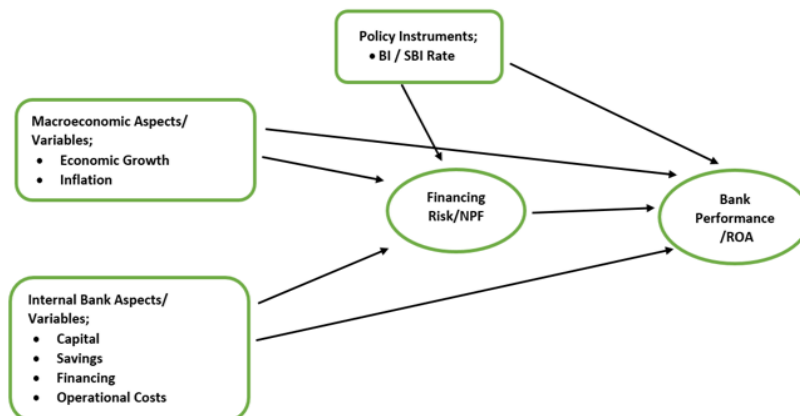 Policy Instruments;
• BI / SBI Rate
Macroeconomic Aspects/
Variables;
• Economic Growth
• Inflation
Financing
Risk/NPF
Bank
Performance
/ROA
Internal Bank Aspects/
Variables;
• Capital
• Savings
• Financing
• Operational Costs